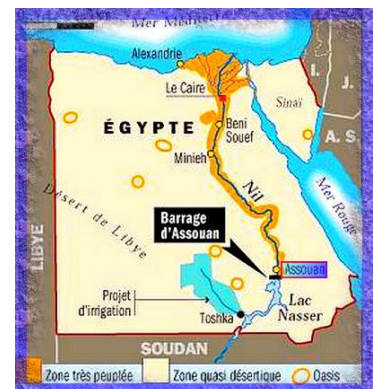 Mer Méditerranée
Alexandrie
Le Caire
I.
J.
Sinaï
ÉGYPTE
Beni
Souef
A. S.
Minieh
Nil
Mer Rouge
Désert de Libye
Barrage
d'Assouan
LIBYE
Assouan
Projet
d'irrigation
Lac
Nasser
Toshka
SOUDAN
Zone très peuplée
Zone quasi désertique
Oasis